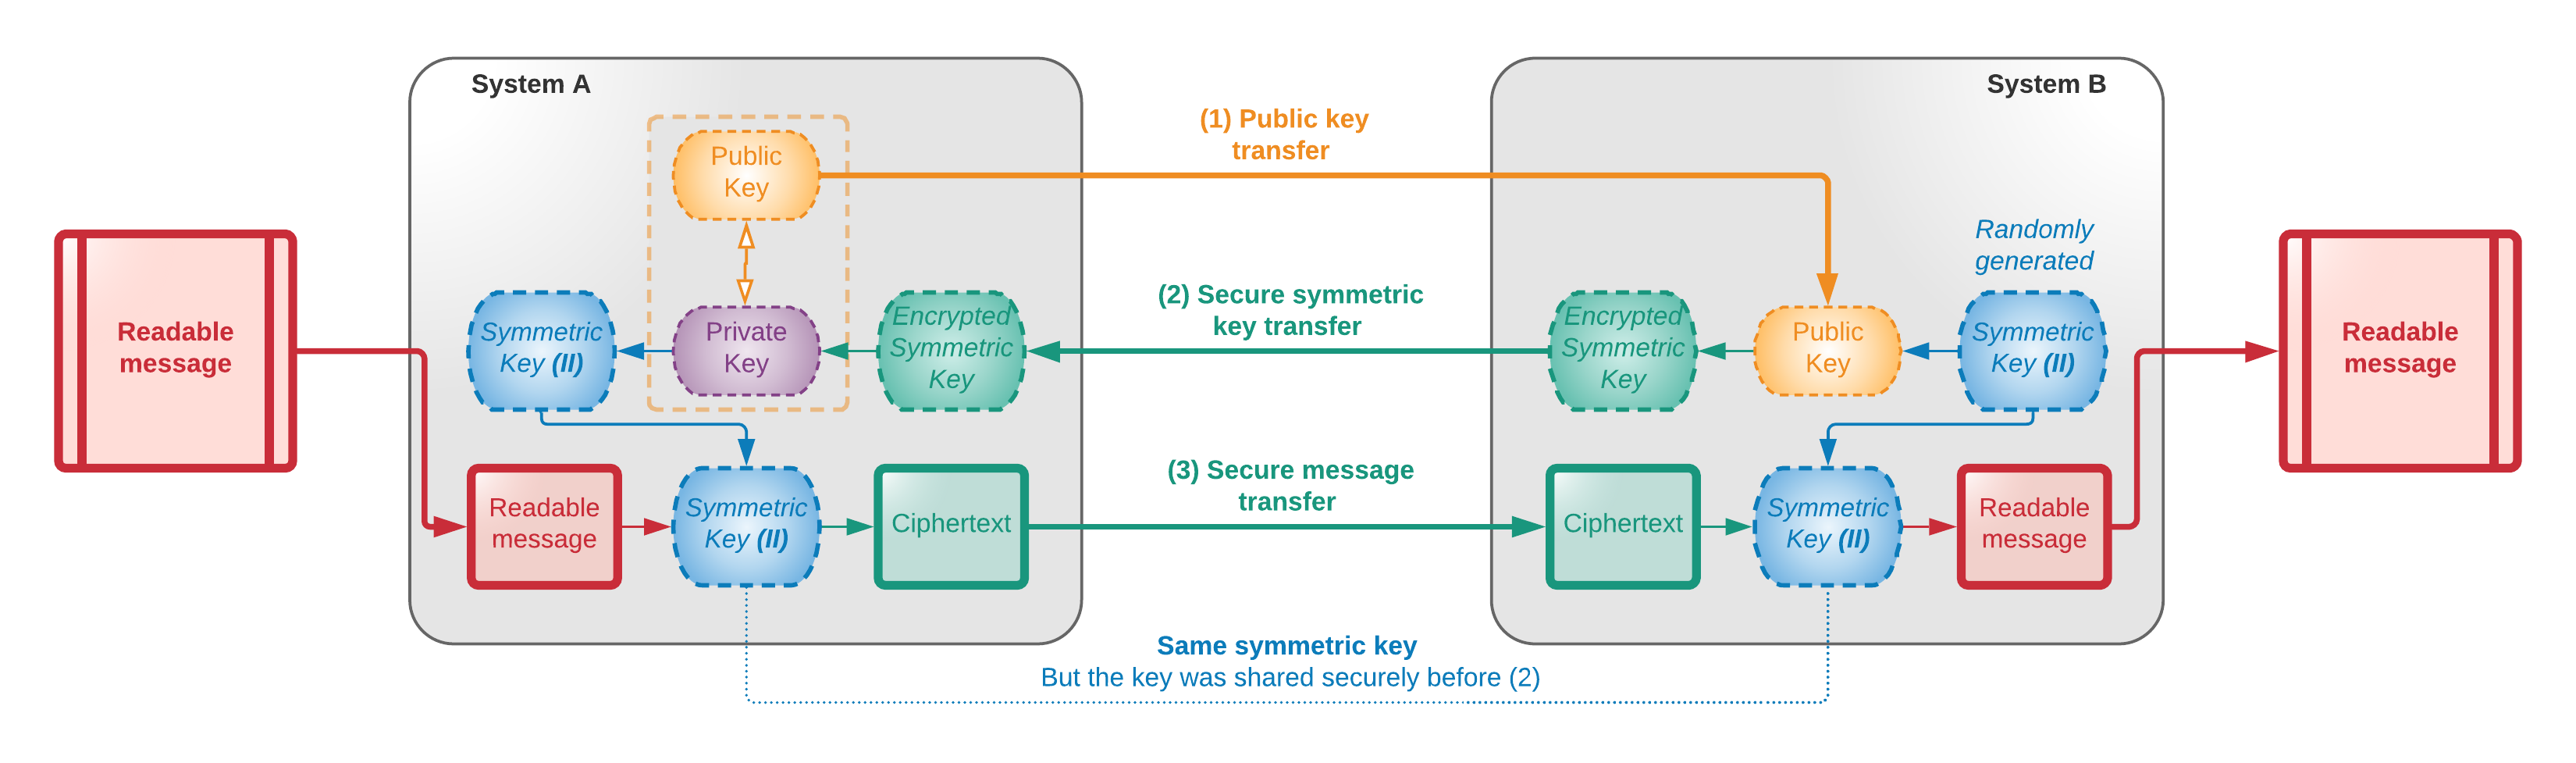 System A
System B
(1) Public key
transfer
Public
Key
Randomly
generated
Readable
message
Symmetric
Key (II)
Private
Key
Encrypted
Symmetric
Key
(2) Secure symmetric
key transfer
Encrypted
Symmetric
Key
Public
Key
Symmetric
Key (II)
Readable
message
Readable
message
Symmetric
Key (II)
Ciphertext
(3) Secure message
transfer
Ciphertext
Symmetric
Key (II)
Readable
message
Same symmetric key
But the key was shared securely before (2)